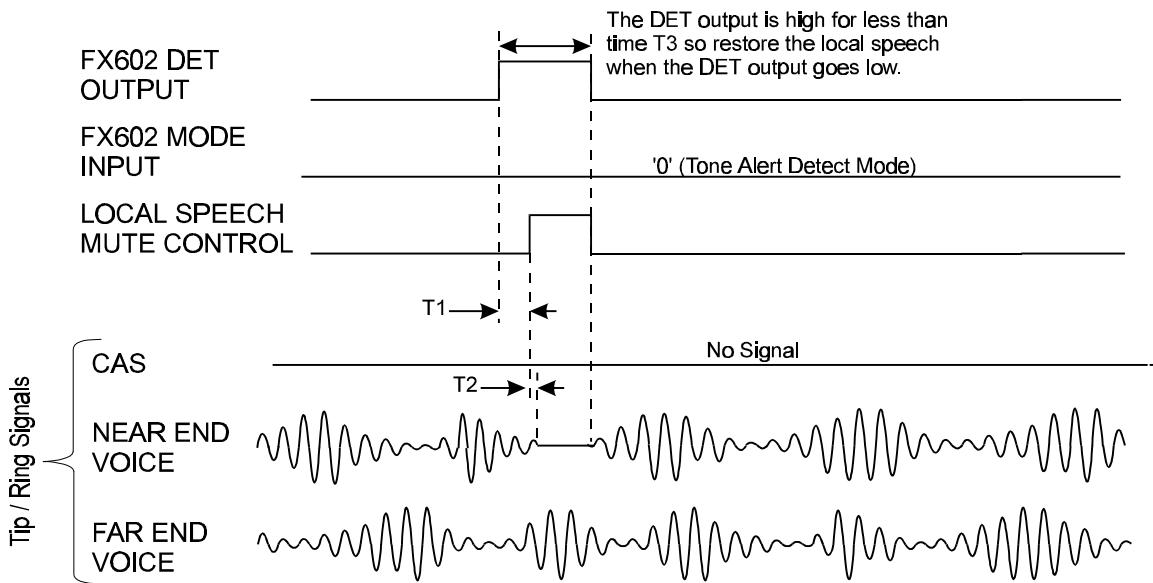 The DET output is high for less than
time T3 so restore the local speech
when the DET output goes low.
FX602 DET
OUTPUT
FX602 MODE
INPUT
'0' (Tone Alert Detect Mode)
LOCAL SPEECH
MUTE CONTROL
T1
CAS
No Signal
T2
Tip / Ring Signals
NEAR END
VOICE
FAR END
VOICE